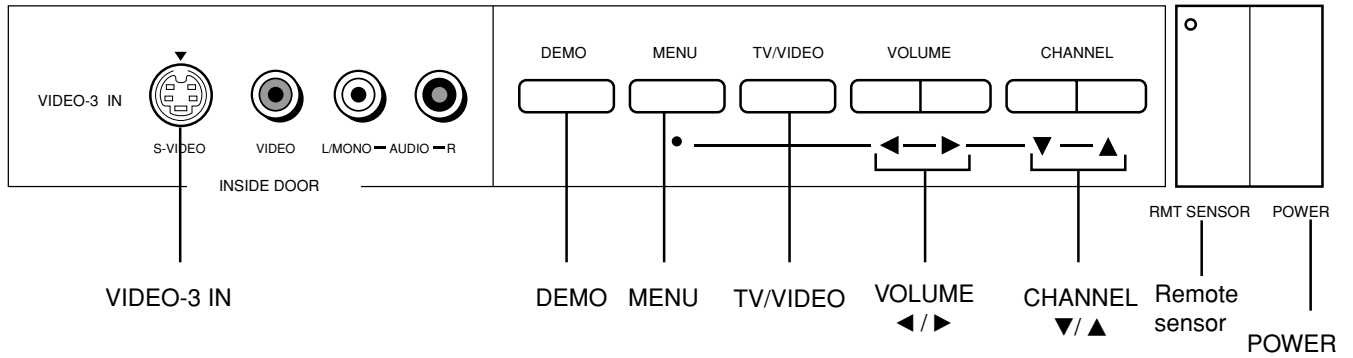 DEMO MENU TV/VIDEO VOLUME CHANNEL
VIDEO-3 IN
S-VIDEO VIDEO L/MONO AUDIO R
INSIDE DOOR
RMT SENSOR POWER
VIDEO-3 IN
DEMO
MENU
TV/VIDEO
VOLUME
◀ / ▶
CHANNEL
▼/ ▲
Remote
sensor
POWER